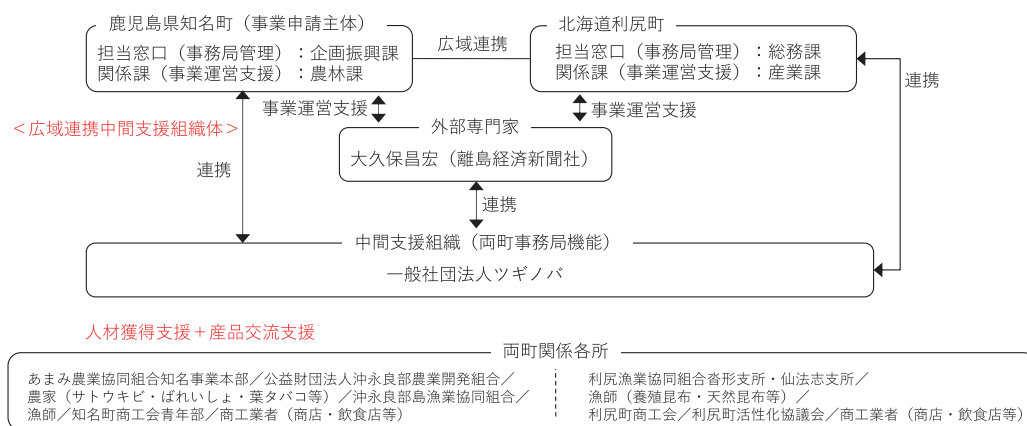 鹿児島県知名町（事業申請主体）
担当窓口（事務局管理）：企画振興課
関係課（事業運営支援）：農林課
広域連携
北海道利尻町
担当窓口（事務局管理）：総務課
関係課（事業運営支援）：産業課
連携
事業運営支援
事業運営支援
＜広域連携中間支援組織体＞
外部専門家
大久保昌宏（離島経済新聞社）
連携
連携
中間支援組織（両町事務局機能）
一般社団法人ツギノバ
人材獲得支援＋産品交流支援
両町関係各所
あまみ農業協同組合知名事業本部／公益財団法人沖永良部農業開発組合／
農家（サトウキビ・ばれいしょ・葉タバコ等）／沖永良部島漁業協同組合／
漁師／知名町商工会青年部／商工業者（商店・飲食店等）
利尻漁業協同組合沓形支所・仙法志支所／
漁師（養殖昆布・天然昆布等）／
利尻町商工会／利尻町活性化協議会／商工業者（商店・飲食店等）